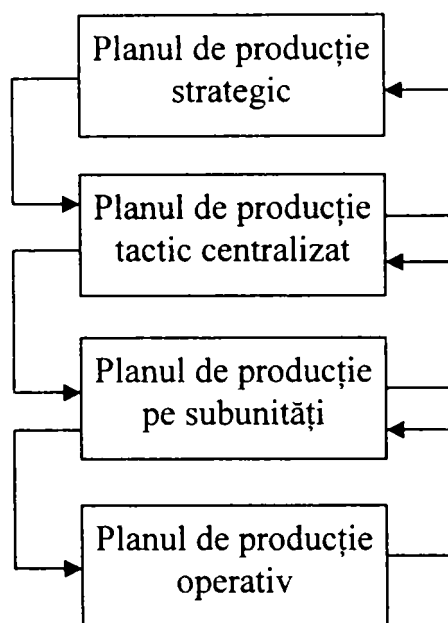 Planul de producție
strategic
Planul de producție
tactic centralizat
Planul de producție
pe subunități
Planul de producție
operativ